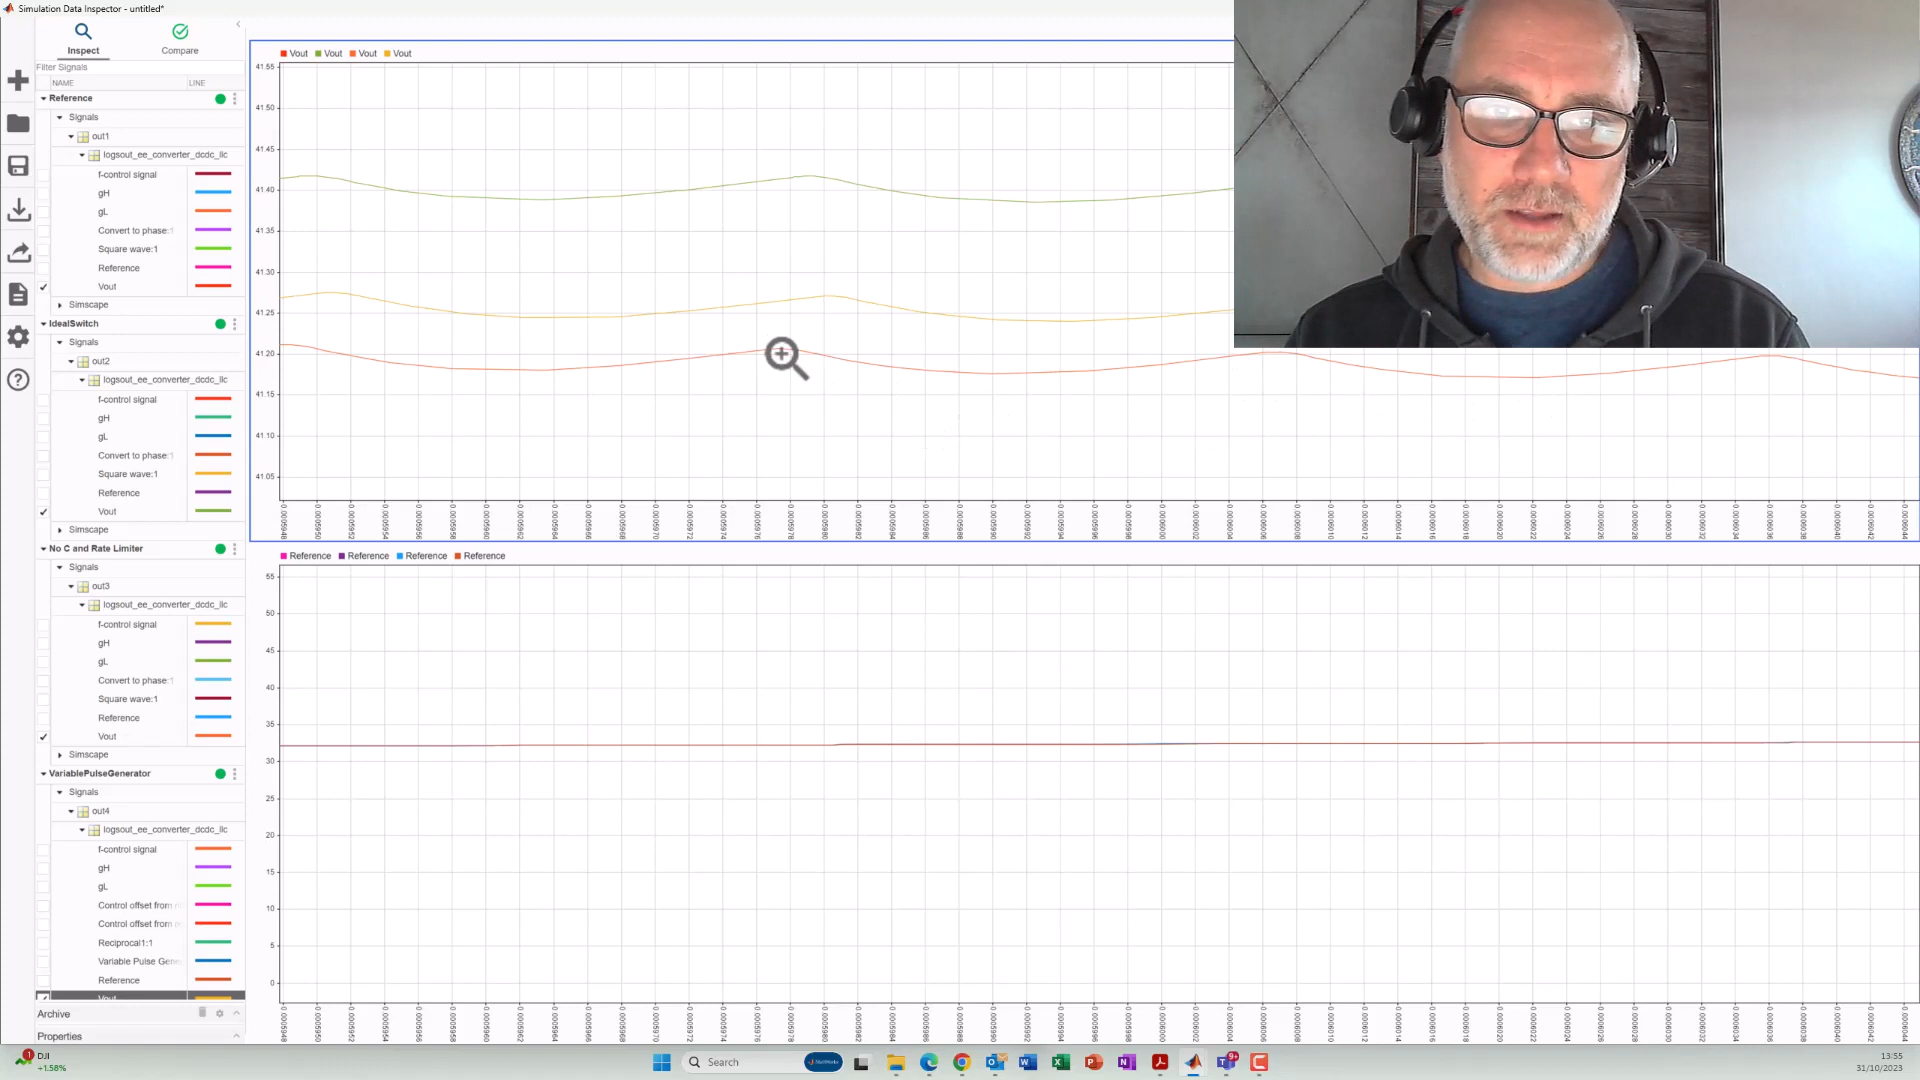 Simulation Data Inspector - untitled*
Inspect
Compare
Filter Signals
NAME
LINE
Reference
Signals
out1
logsout_ee_converter_dcdc_llc
f-control signal
gH
gL
Convert to phase:1
Square wave:1
Reference
Vout
Simscape
IdealSwitch
Signals
out2
logsout_ee_converter_dcdc_llc
f-control signal
gH
gL
Convert to phase:1
Square wave:1
Reference
Vout
Simscape
No C and Rate Limiter
Signals
out3
logsout_ee_converter_dcdc_llc
f-control signal
gH
gL
Convert to phase:1
Square wave:1
Reference
Vout
Simscape
VariablePulseGenerator
Signals
out4
logsout_ee_converter_dcdc_llc
f-control signal
gH
gL
Control offset from
Control offset from
Reciprocal1:1
Variable Pulse Gen
Reference
Vout
Archive
Properties
Vout Vout Vout Vout
41.55
41.50
41.45
41.40
41.35
41.30
41.25
41.20
41.15
41.10
41.05
Reference Reference Reference Reference
55
50
45
40
35
30
25
20
15
10
5
0
DJI
+1.58%
Search
MathWorks
9+
13:55
31/10/2023